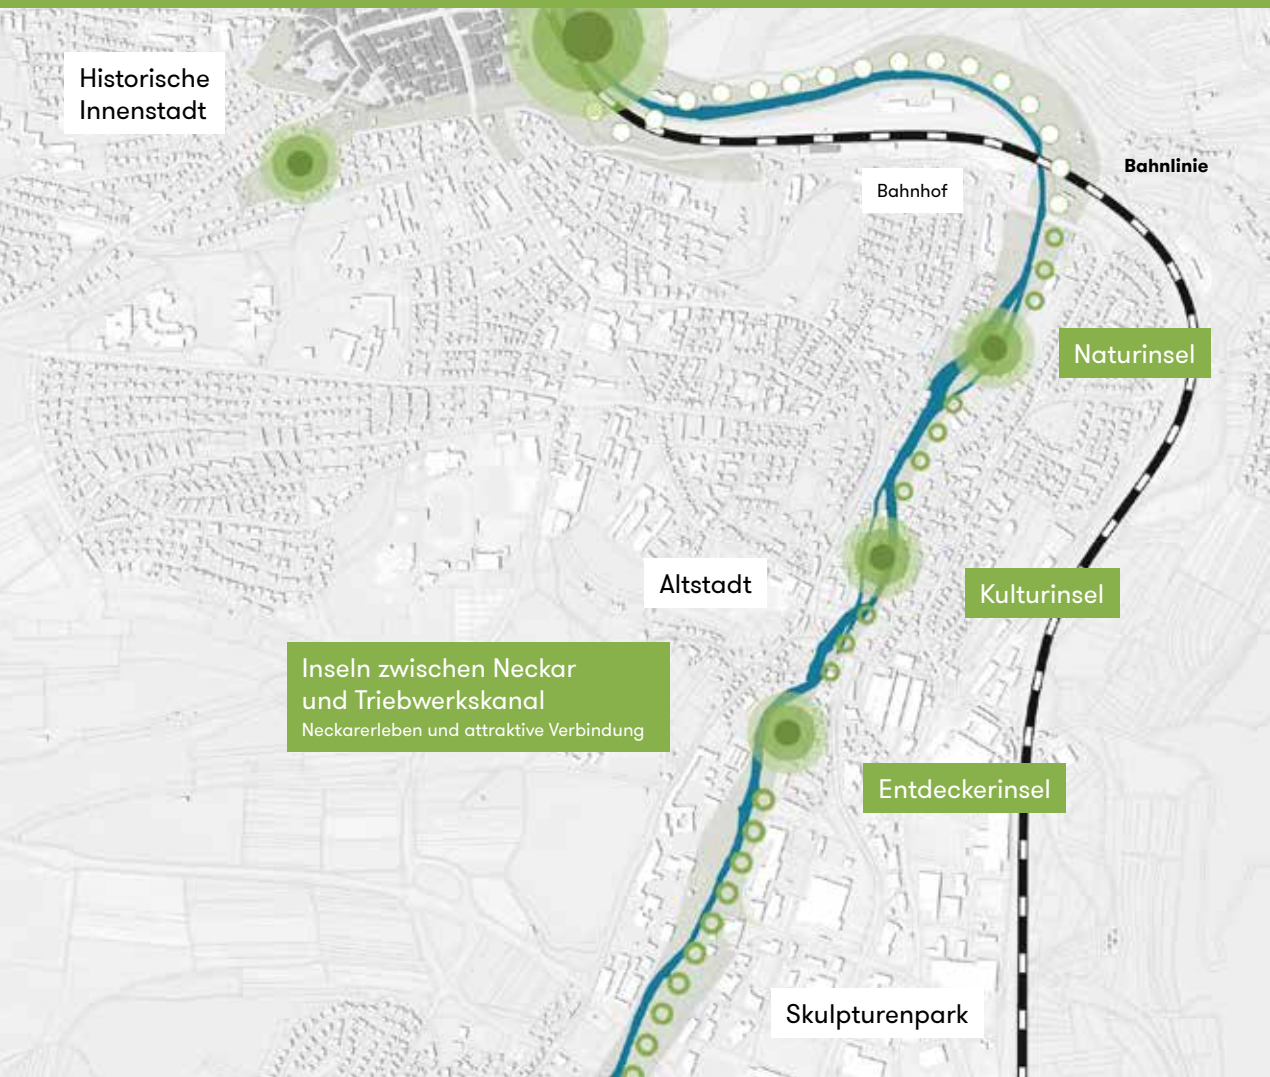 Historische
Innenstadt
Bahnlinie
Bahnhof
Naturinsel
Altstadt
Kulturinsel
Inseln zwischen Neckar
und Triebwerkskanal
Neckarerleben und attraktive Verbindung
Entdeckerinsel
Skulpturenpark